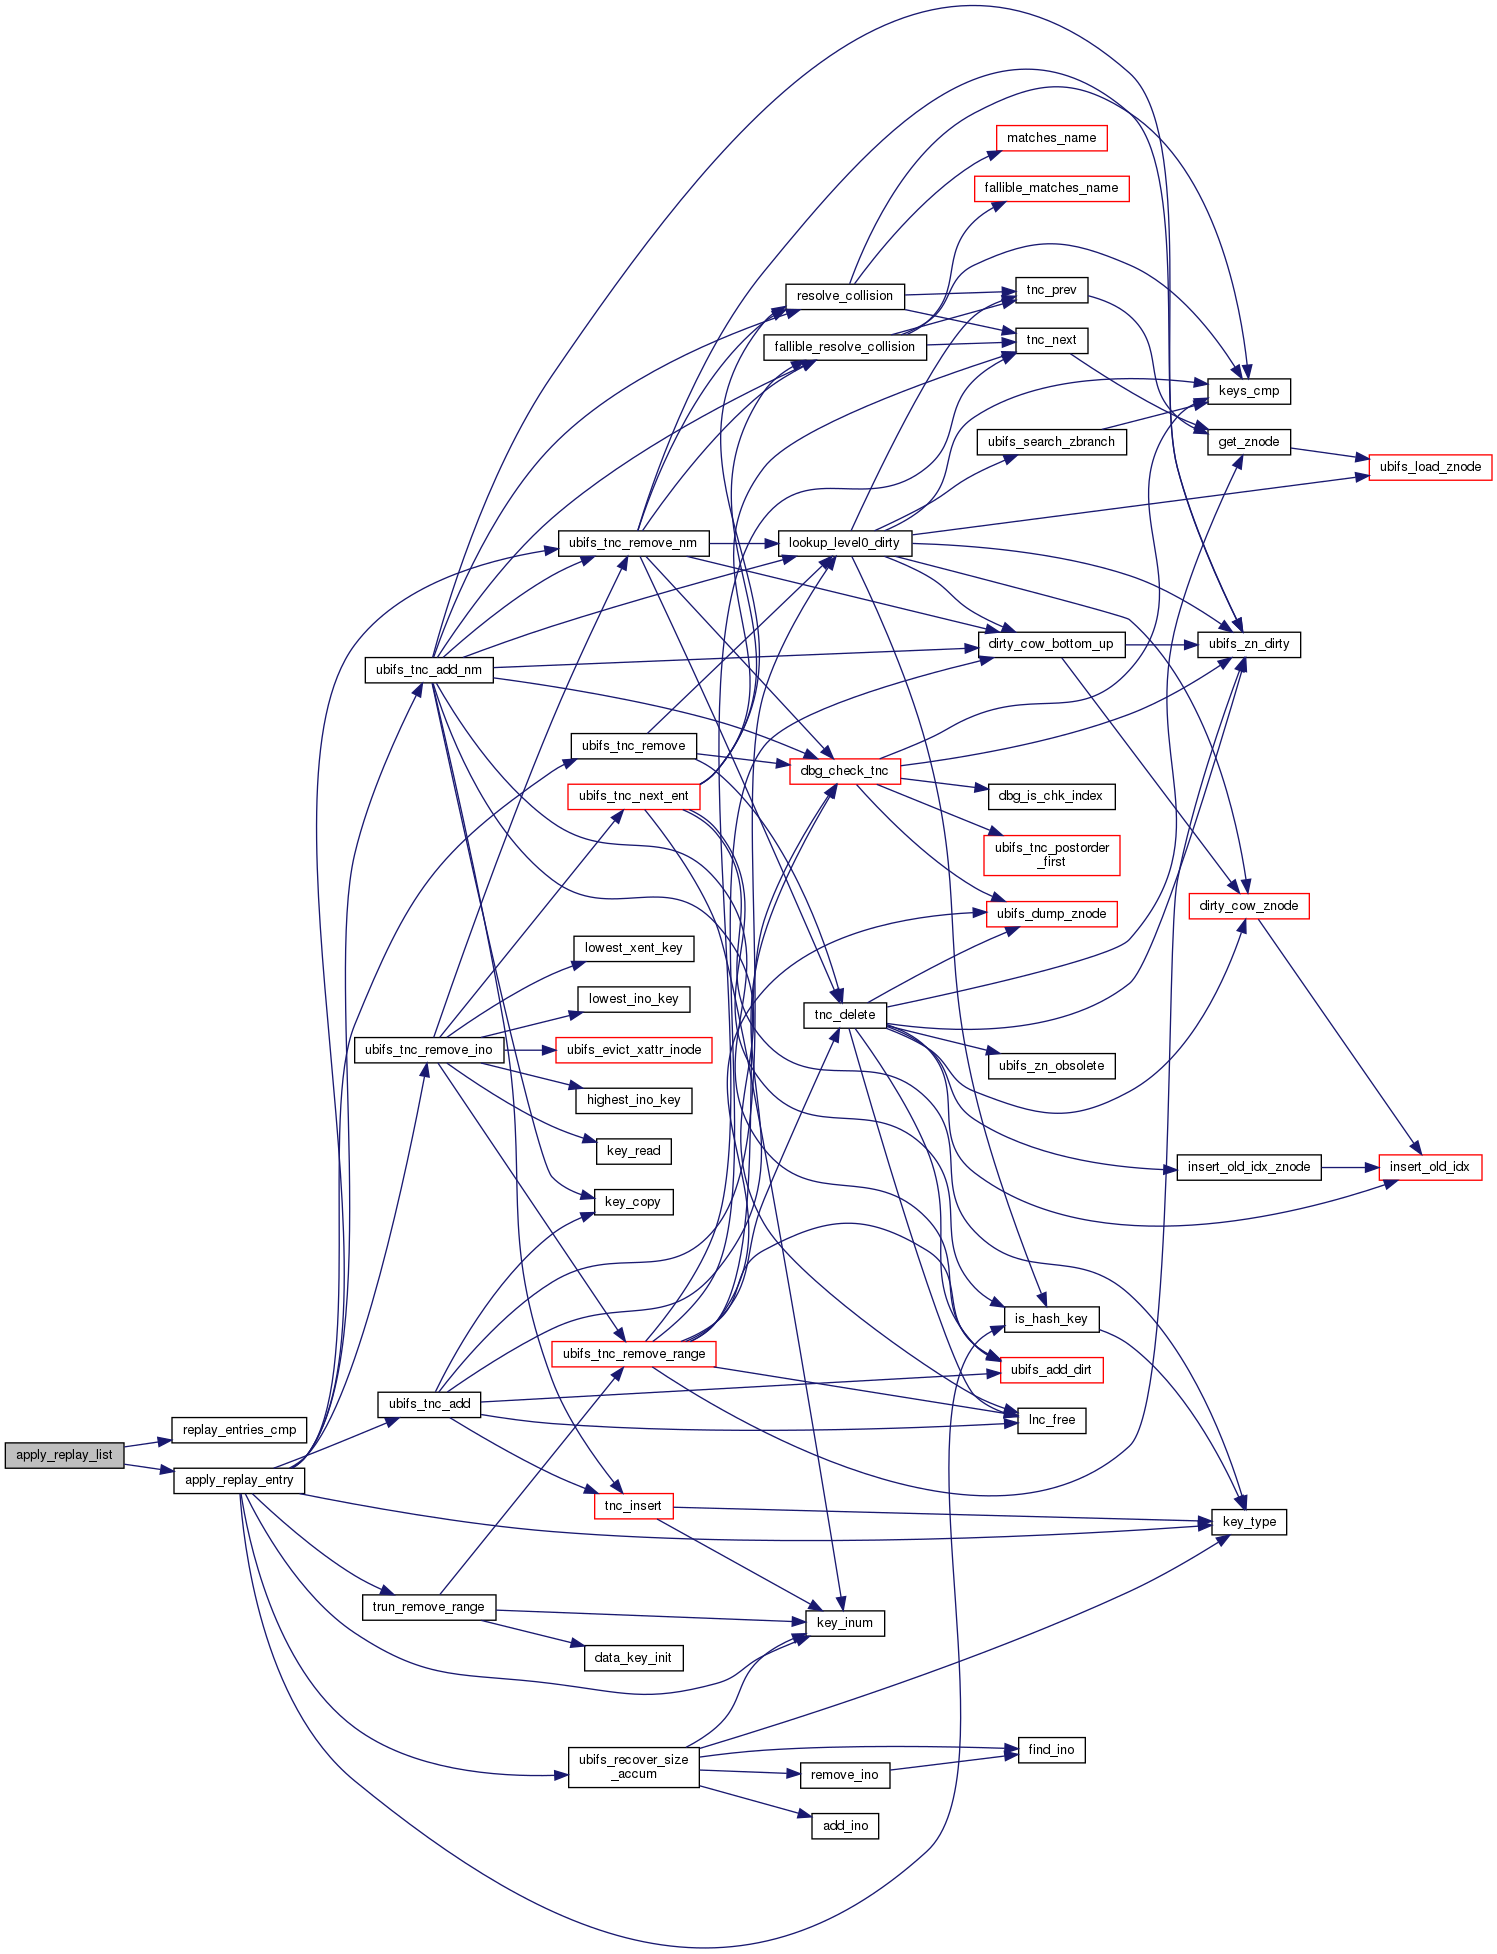 matches_name
fallible_matches_name
resolve_collision
tnc_prev
fallible_resolve_collision
tnc_next
keys_cmp
ubifs_search_zbranch
get_znode
ubifs_load_znode
ubifs_tnc_remove_nm
lookup_level0_dirty
dirty_cow_bottom_up
ubifs_zn_dirty
ubifs_tnc_add_nm
ubifs_tnc_remove
dbg_check_tnc
ubifs_tnc_next_ent
dbg_is_chk_index
ubifs_tnc_postorder
_first
ubifs_dump_znode
dirty_cow_znode
lowest_xent_key
lowest_ino_key
tnc_delete
ubifs_tnc_remove_ino
ubifs_evict_xattr_inode
ubifs_zn_obsolete
highest_ino_key
key_read
insert_old_idx_znode
insert_old_idx
key_copy
is_hash_key
ubifs_tnc_remove_range
ubifs_add_dirt
ubifs_tnc_add
lnc_free
replay_entries_cmp
apply_replay_list
apply_replay_entry
tnc_insert
key_type
trun_remove_range
key_inum
data_key_init
ubifs_recover_size
_accum
find_ino
remove_ino
add_ino